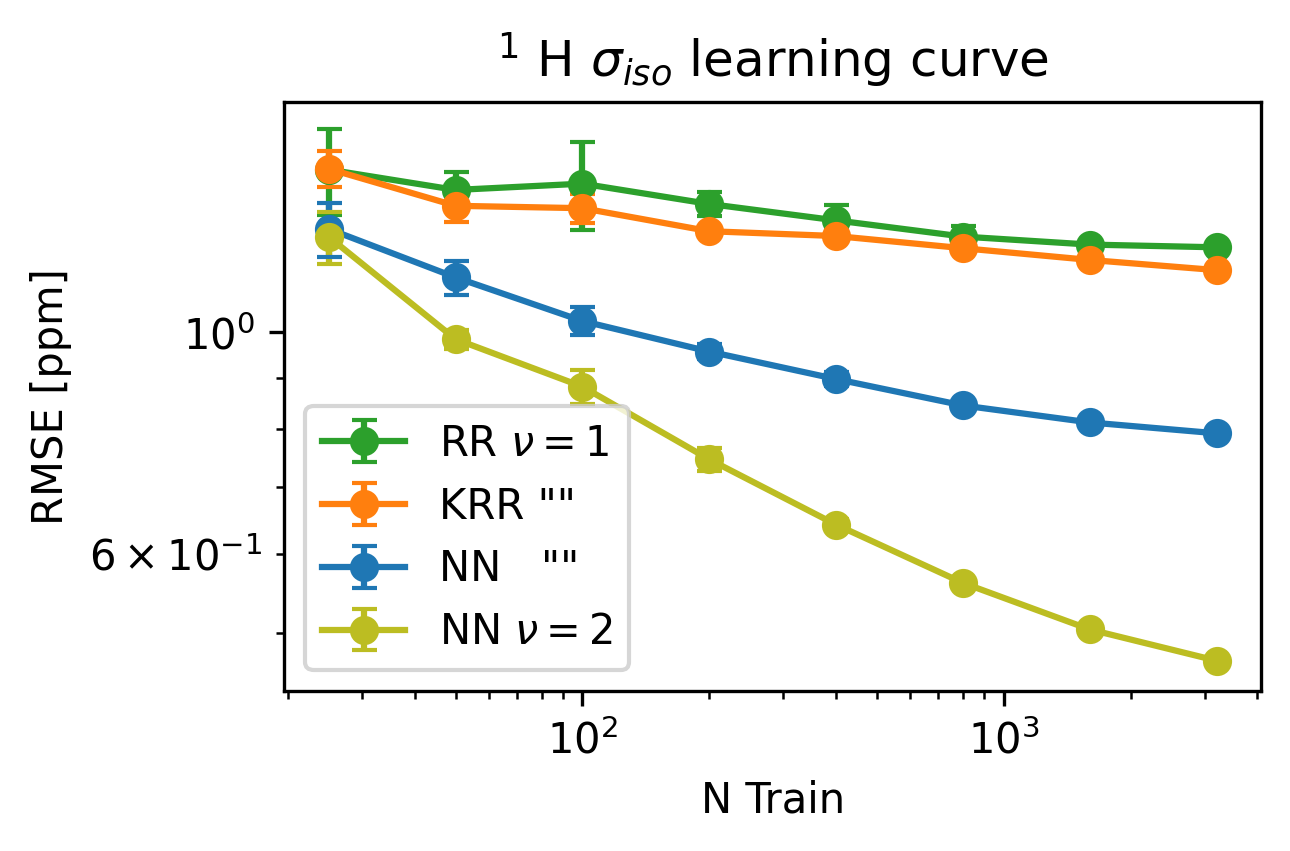 ¹ H σ_iso learning curve
RMSE [ppm]
10⁰
6 × 10⁻¹
RR ν = 1
KRR ""
NN ""
NN ν = 2
10² 10³
N Train